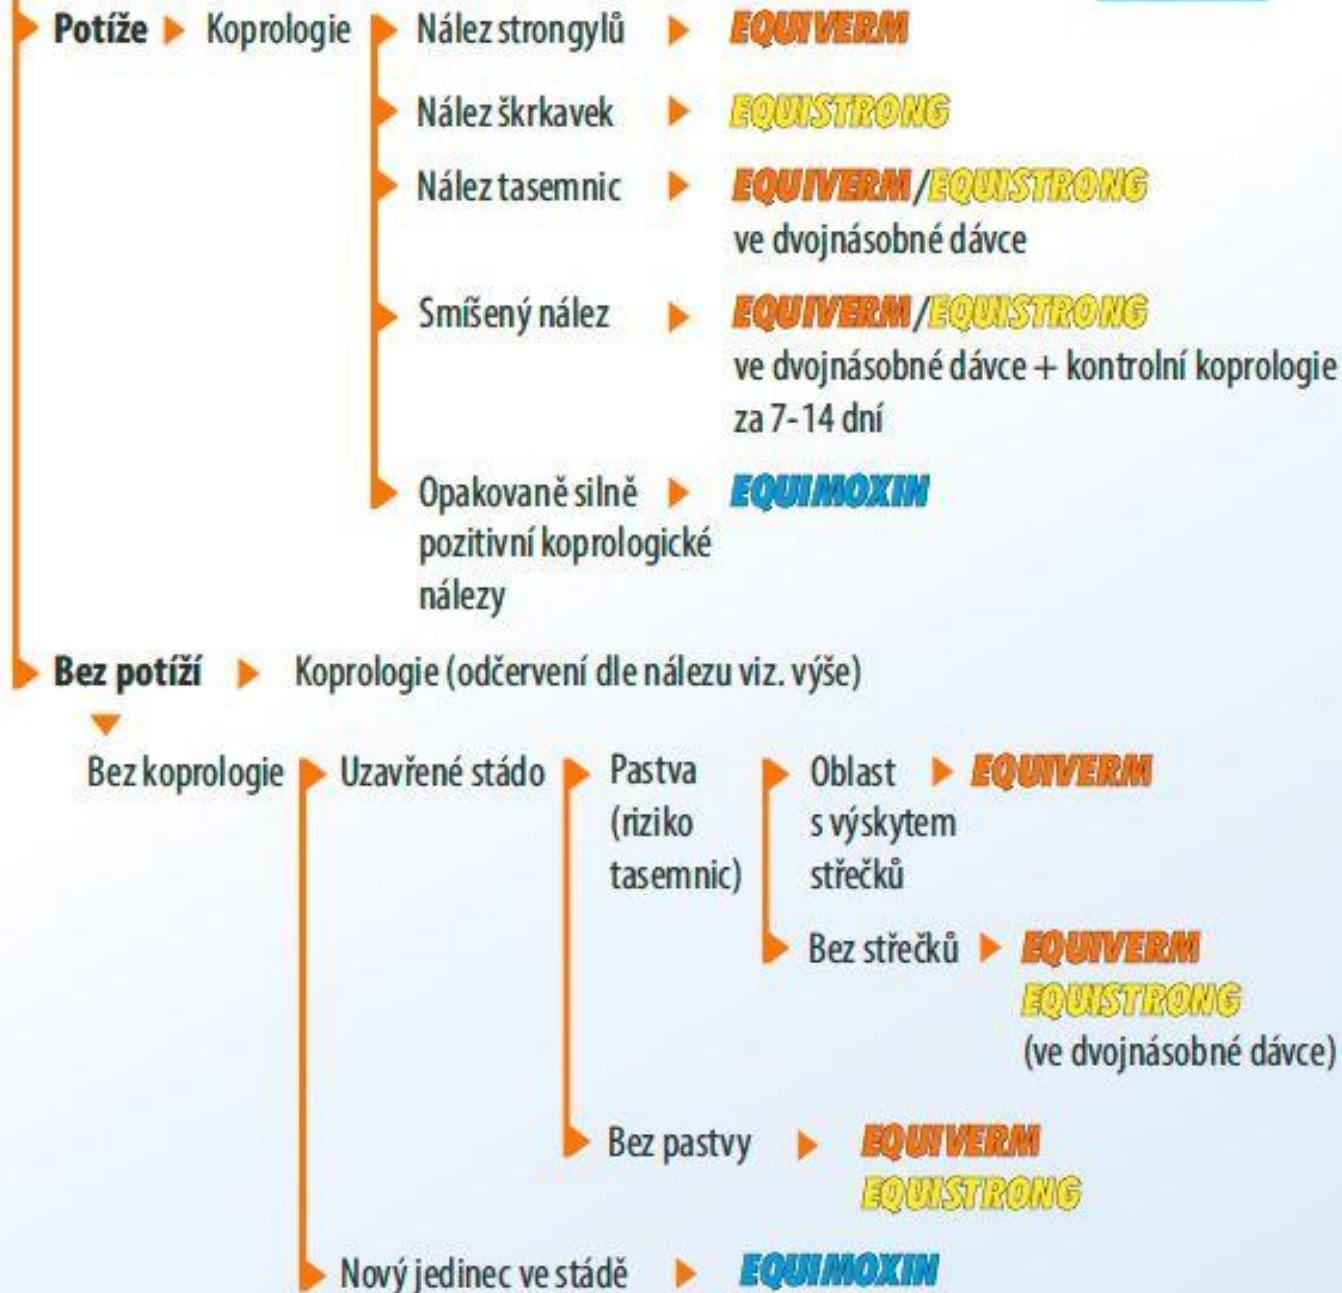 Potíže Koprologie Nález strongylů EQUIVERM
Nález škrkavek EQUISTRONG
Nález tasemnic EQUIVERM/EQUISTRONG
ve dvojnásobné dávce
Smíšený nález EQUIVERM/EQUISTRONG
ve dvojnásobné dávce + kontrolní koprologie
za 7-14 dní
Opakovaně silně EQUIMOXIN
pozitivní koprologické
nálezy
Bez potíží Koprologie (odčervení dle nálezu viz. výše)
Bez koprologie Uzavřené stádo Pastva Oblast EQUIVERM
(riziko s výskytem
tasemnic) střečků
Bez střečků EQUIVERM
EQUISTRONG
(ve dvojnásobné dávce)
Bez pastvy EQUIVERM
EQUISTRONG
Nový jedinec ve stádě EQUIMOXIN